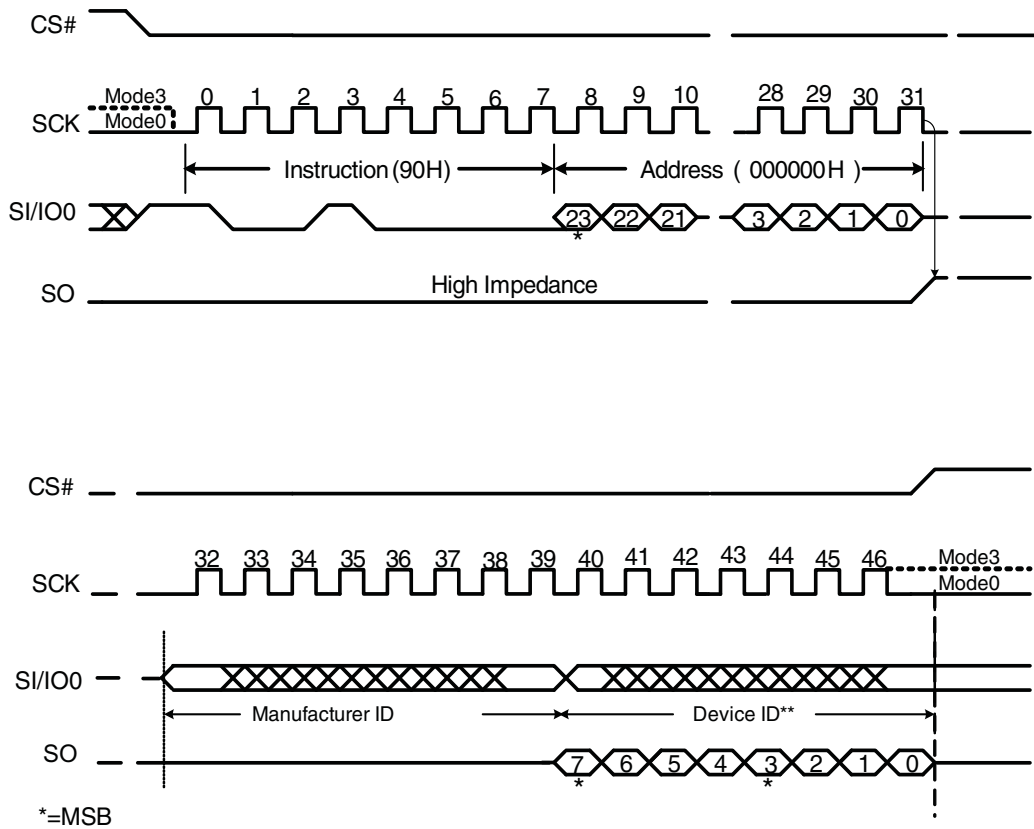 CS#
Mode3
Mode0
SCK
0 1 2 3 4 5 6 7 8 9 10 28 29 30 31
Instruction (90H)
Address ( 000000H )
SI/IO0
23 22 21 3 2 1 0
*
High Impedance
SO
CS#
32 33 34 35 36 37 38 39 40 41 42 43 44 45 46
SCK
Mode3
Mode0
SI/IO0
Manufacturer ID
Device ID**
SO
7 6 5 4 3 2 1 0
* *
*=MSB